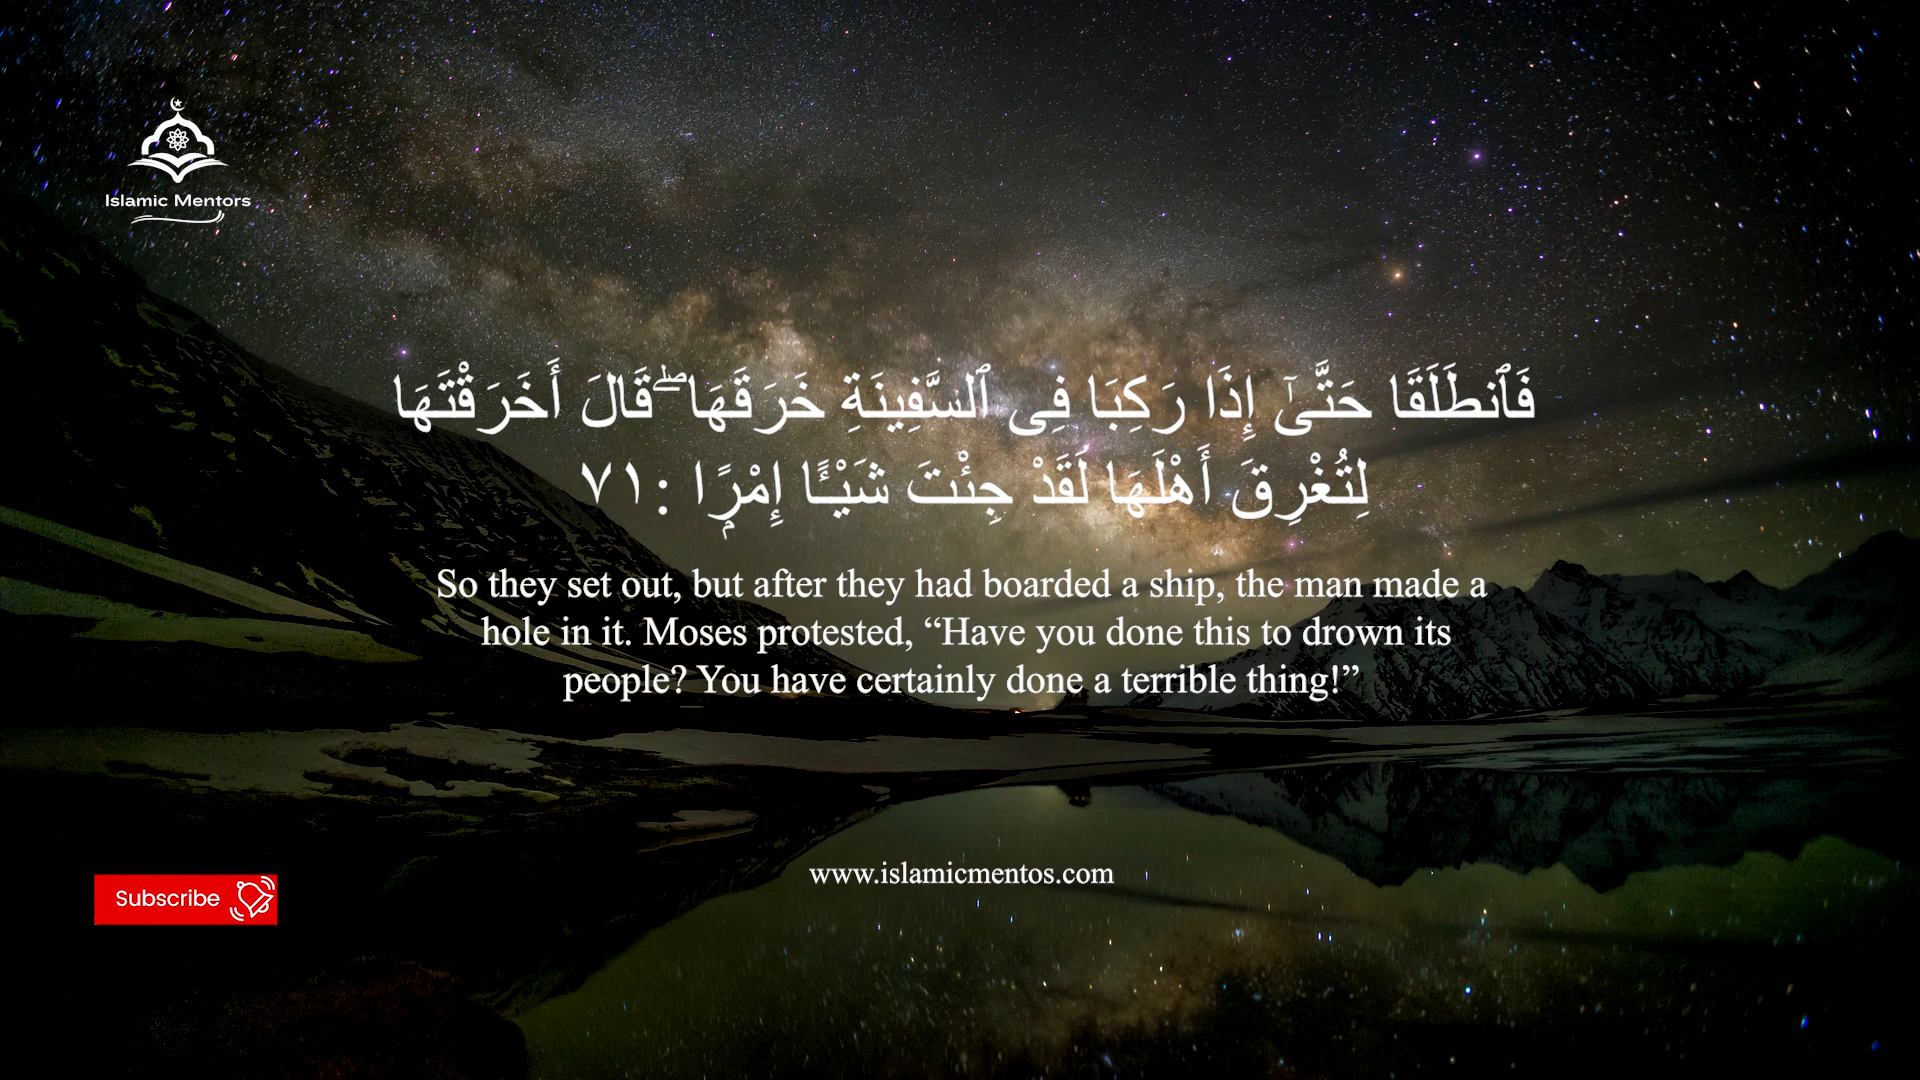 Islamic Mentors
فَٱنطَلَقَا حَتَّىٰٓ إِذَا رَكِبَا فِى ٱلسَّفِينَةِ خَرَقَهَا ۖ قَالَ أَخَرَقْتَهَا
لِتُغْرِقَ أَهْلَهَا لَقَدْ جِئْتَ شَيْـًٔا إِمْرًۭا :٧١
So they set out, but after they had boarded a ship, the man made a
hole in it. Moses protested, “Have you done this to drown its
people? You have certainly done a terrible thing!”
www.islamicmentos.com
Subscribe